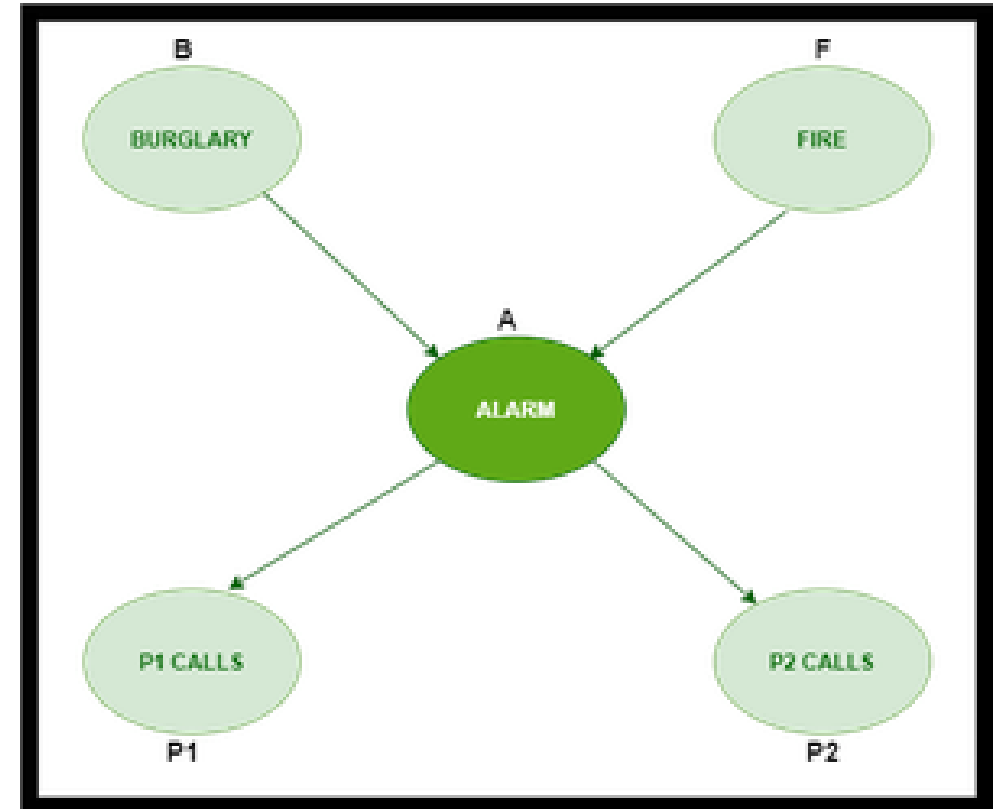 B
F
BURGLARY
FIRE
A
ALARM
P1 CALLS
P2 CALLS
P1
P2